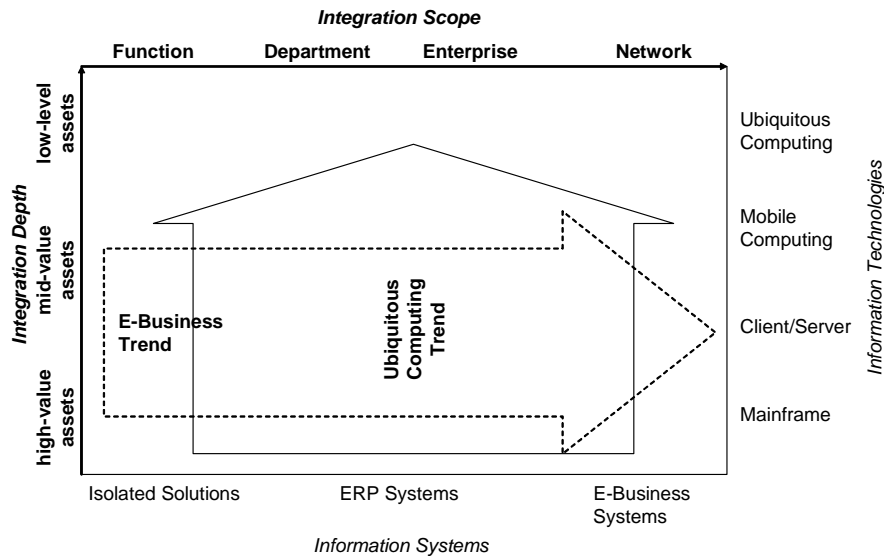 Integration Scope
Function Department Enterprise Network
Integration Depth
low-level
assets
mid-value
assets
high-value
assets
Ubiquitous
Computing
Mobile
Computing
Client/Server
Mainframe
Information Technologies
E-Business
Trend
Ubiquitous
Computing
Trend
Isolated Solutions ERP Systems E-Business
Systems
Information Systems